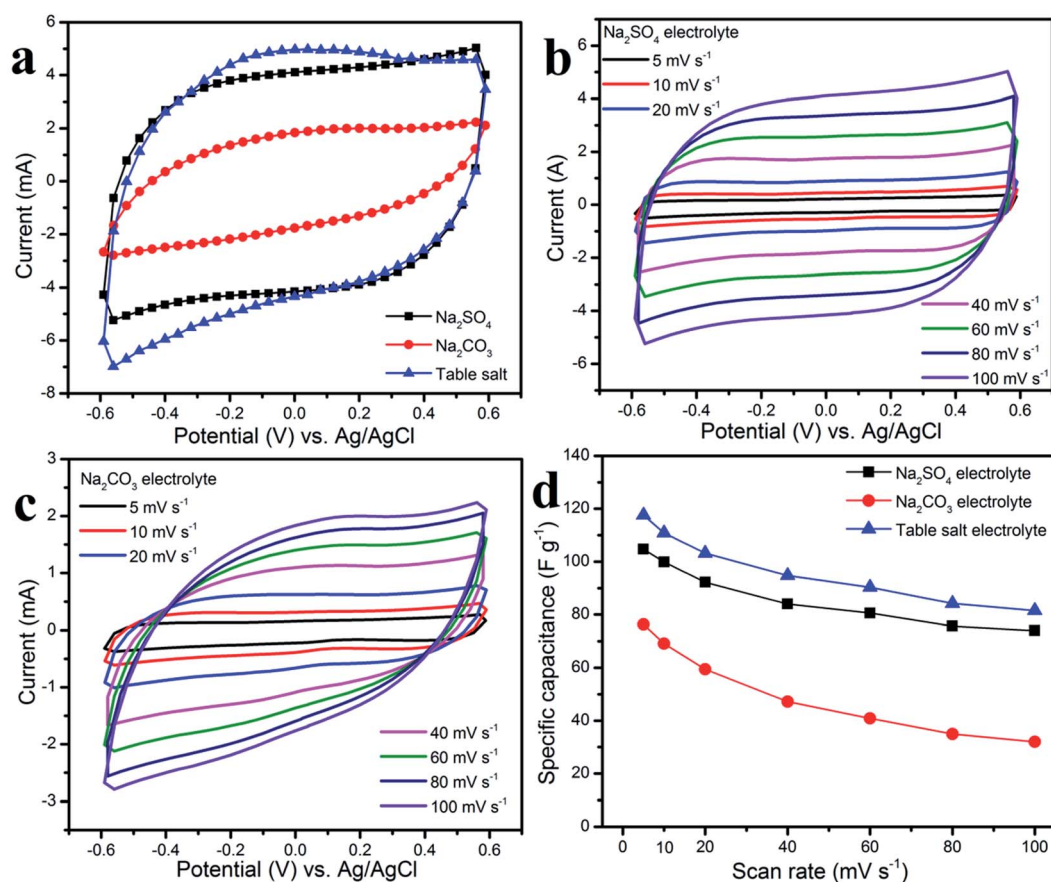 a
6
4
2
0
-2
-4
-6
-8
Current (mA)
Na₂SO₄
Na₂CO₃
Table salt
-0.6 -0.4 -0.2 0.0 0.2 0.4 0.6
Potential (V) vs. Ag/AgCl
b
6
4
2
0
-2
-4
-6
Current (A)
Na₂SO₄ electrolyte
5 mV s⁻¹
10 mV s⁻¹
20 mV s⁻¹
40 mV s⁻¹
60 mV s⁻¹
80 mV s⁻¹
100 mV s⁻¹
-0.6 -0.4 -0.2 0.0 0.2 0.4 0.6
Potential (V) vs. Ag/AgCl
c
3
2
1
0
-1
-2
-3
Current (mA)
Na₂CO₃ electrolyte
5 mV s⁻¹
10 mV s⁻¹
20 mV s⁻¹
40 mV s⁻¹
60 mV s⁻¹
80 mV s⁻¹
100 mV s⁻¹
-0.6 -0.4 -0.2 0.0 0.2 0.4 0.6
Potential (V) vs. Ag/AgCl
d
140
120
100
80
60
40
20
0
Specific capacitance (F g⁻¹)
Na₂SO₄ electrolyte
Na₂CO₃ electrolyte
Table salt electrolyte
0 10 20 40 60 80 100
Scan rate (mV s⁻¹)